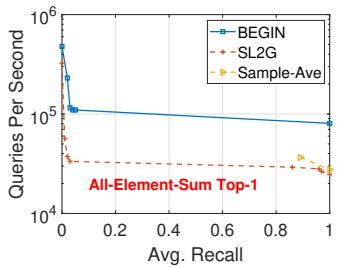 10^6
BEGIN
SL2G
Sample-Ave
Queries Per Second
10^5
All-Element-Sum Top-1
10^4
0 0.2 0.4 0.6 0.8 1
Avg. Recall